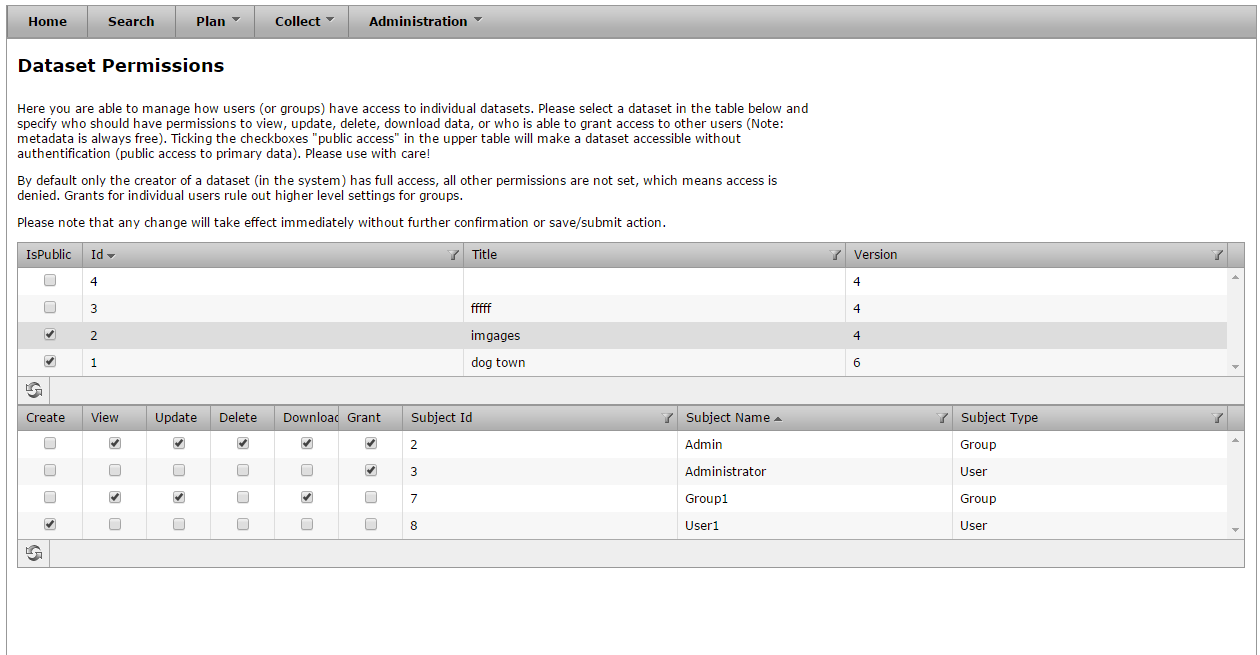 Home Search Plan Collect Administration
Dataset Permissions
Here you are able to manage how users (or groups) have access to individual datasets. Please select a dataset in the table below and
specify who should have permissions to view, update, delete, download data, or who is able to grant access to other users (Note:
metadata is always free). Ticking the checkboxes "public access" in the upper table will make a dataset accessible without
authentification (public access to primary data). Please use with care!
By default only the creator of a dataset (in the system) has full access, all other permissions are not set, which means access is
denied. Grants for individual users rule out higher level settings for groups.
Please note that any change will take effect immediately without further confirmation or save/submit action.
IsPublic Id Title Version
4 4
3 fffff 4
2 imgages 4
1 dog town 6
Create View Update Delete Download Grant Subject Id Subject Name Subject Type
2 Admin Group
3 Administrator User
7 Group1 Group
8 User1 User